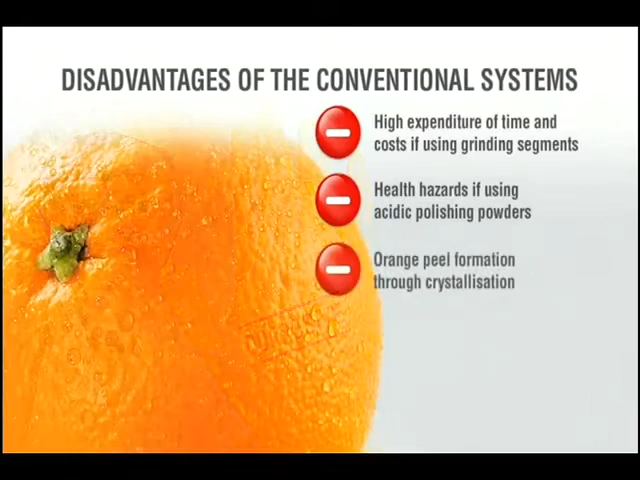 DISADVANTAGES OF THE CONVENTIONAL SYSTEMS
High expenditure of time and
costs if using grinding segments
Health hazards if using
acidic polishing powders
Orange peel formation
through crystallisation